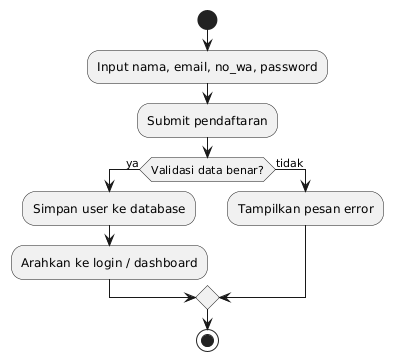 Input nama, email, no_wa, password
Submit pendaftaran
ya
Validasi data benar?
tidak
Simpan user ke database
Tampilkan pesan error
Arahkan ke login / dashboard